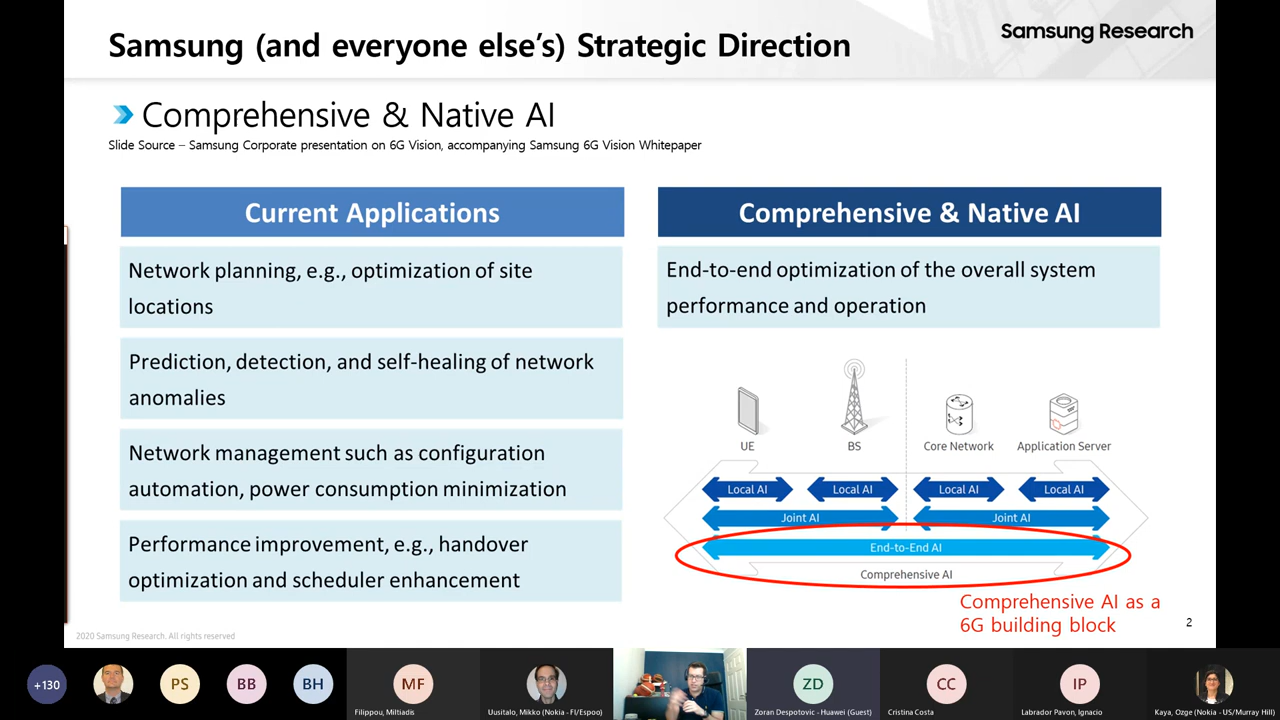 Samsung (and everyone else's) Strategic Direction
Samsung Research
Comprehensive & Native AI
Slide Source – Samsung Corporate presentation on 6G Vision, accompanying Samsung 6G Vision Whitepaper
Current Applications
Network planning, e.g., optimization of site
locations
Prediction, detection, and self-healing of network
anomalies
Network management such as configuration
automation, power consumption minimization
Performance improvement, e.g., handover
optimization and scheduler enhancement
Comprehensive & Native AI
End-to-end optimization of the overall system
performance and operation
UE
BS
Core Network
Application Server
Local AI
Local AI
Local AI
Local AI
Joint AI
Joint AI
End-to-End AI
Comprehensive AI
Comprehensive AI as a
6G building block
2
2020 Samsung Research. All rights reserved
+130
PS
BB
BH
MF
Filippou, Miltiadis
Uusitalo, Mikko (Nokia - FI/Espoo)
ZD
Zoran Despotovic - Huawei (Guest)
CC
Cristina Costa
IP
Labrador Pavon, Ignacio
Kaya, Ozge (Nokia - US/Murray Hill)